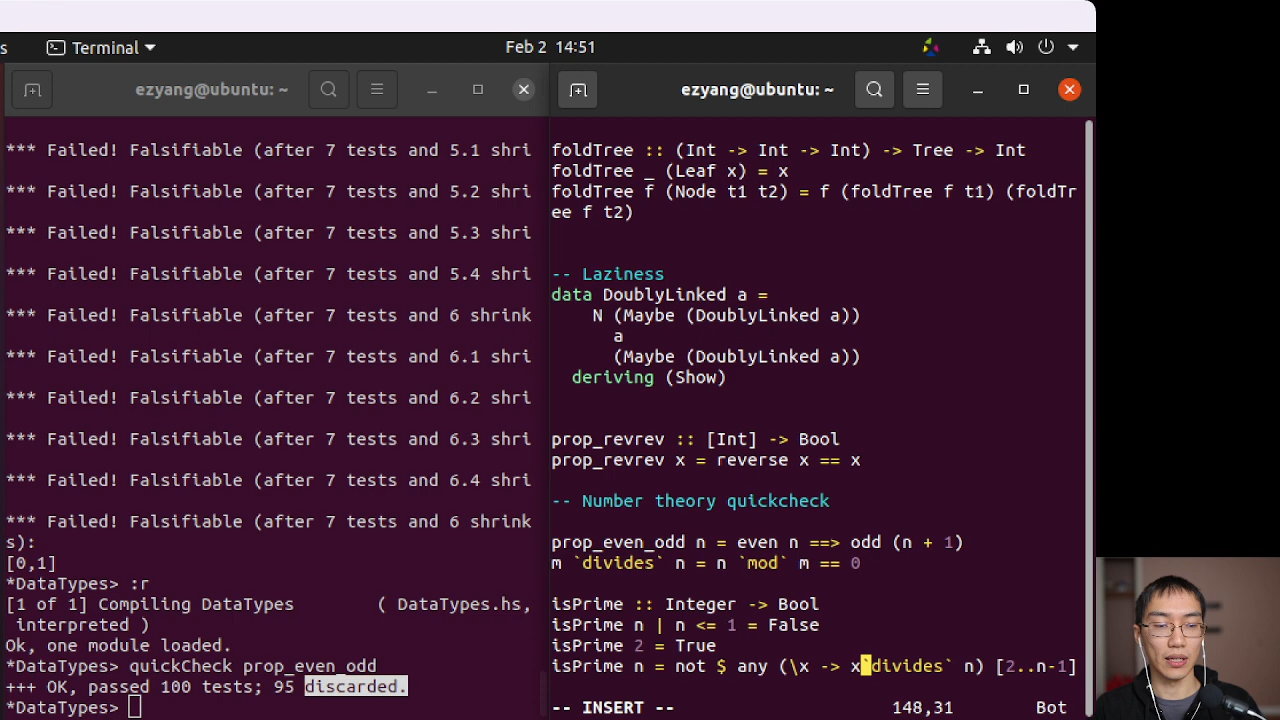 s Terminal Feb 2 14:51
ezyang@ubuntu: ~
*** Failed! Falsifiable (after 7 tests and 5.1 shri
*** Failed! Falsifiable (after 7 tests and 5.2 shri
*** Failed! Falsifiable (after 7 tests and 5.3 shri
*** Failed! Falsifiable (after 7 tests and 5.4 shri
*** Failed! Falsifiable (after 7 tests and 6 shrink
*** Failed! Falsifiable (after 7 tests and 6.1 shri
*** Failed! Falsifiable (after 7 tests and 6.2 shri
*** Failed! Falsifiable (after 7 tests and 6.3 shri
*** Failed! Falsifiable (after 7 tests and 6.4 shri
*** Failed! Falsifiable (after 7 tests and 6 shrink
s):
[0,1]
*DataTypes> :r
[1 of 1] Compiling DataTypes        ( DataTypes.hs,
 interpreted )
Ok, one module loaded.
*DataTypes> quickCheck prop_even_odd
+++ OK, passed 100 tests; 95 discarded.
*DataTypes>
ezyang@ubuntu: ~
foldTree :: (Int -> Int -> Int) -> Tree -> Int
foldTree _ (Leaf x) = x
foldTree f (Node t1 t2) = f (foldTree f t1) (foldTr
ee f t2)
-- Laziness
data DoublyLinked a =
    N (Maybe (DoublyLinked a))
      a
      (Maybe (DoublyLinked a))
  deriving (Show)
prop_revrev :: [Int] -> Bool
prop_revrev x = reverse x == x
-- Number theory quickcheck
prop_even_odd n = even n ==> odd (n + 1)
m `divides` n = n `mod` m == 0
isPrime :: Integer -> Bool
isPrime n | n <= 1 = False
isPrime 2 = True
isPrime n = not $ any (\x -> x`divides` n) [2..n-1]
-- INSERT -- 148,31 Bot